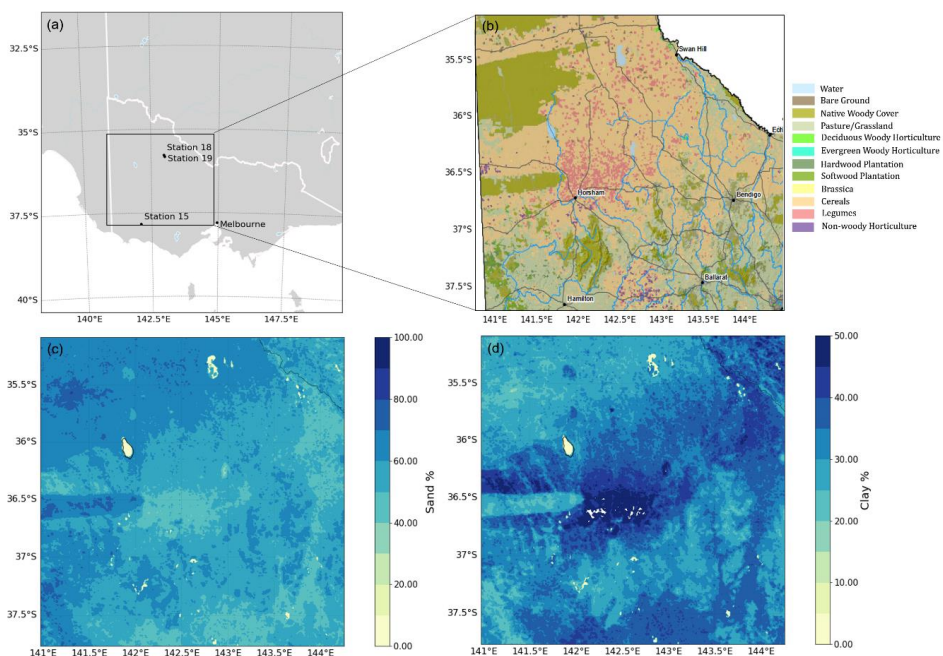 (a)
32.5°S
35°S
37.5°S
40°S
140°E
142.5°E
145°E
147.5°E
Station 18
Station 19
Station 15
Melbourne
(b)
35.5°S
36°S
36.5°S
37°S
37.5°S
141°E
141.5°E
142°E
142.5°E
143°E
143.5°E
144°E
Swan Hill
Ech
Horsham
Bendigo
Ballarat
Hamilton
Water
Bare Ground
Native Woody Cover
Pasture/Grassland
Deciduous Woody Horticulture
Evergreen Woody Horticulture
Hardwood Plantation
Softwood Plantation
Brassica
Cereals
Legumes
Non-woody Horticulture
(c)
35.5°S
36°S
36.5°S
37°S
37.5°S
141°E
141.5°E
142°E
142.5°E
143°E
143.5°E
144°E
100.00
80.00
60.00
40.00
20.00
0.00
Sand %
(d)
35.5°S
36°S
36.5°S
37°S
37.5°S
141°E
141.5°E
142°E
142.5°E
143°E
143.5°E
144°E
50.00
40.00
30.00
20.00
10.00
0.00
Clay %